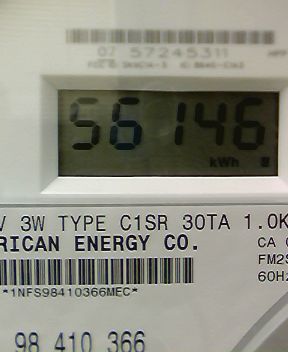 07 57245311
56146
kWh
V 3W TYPE C1SR 30TA 1.0K
RICAN ENERGY CO.
CA
FM2S
60Hz
*1NFS98410366MEC*
98 410 366